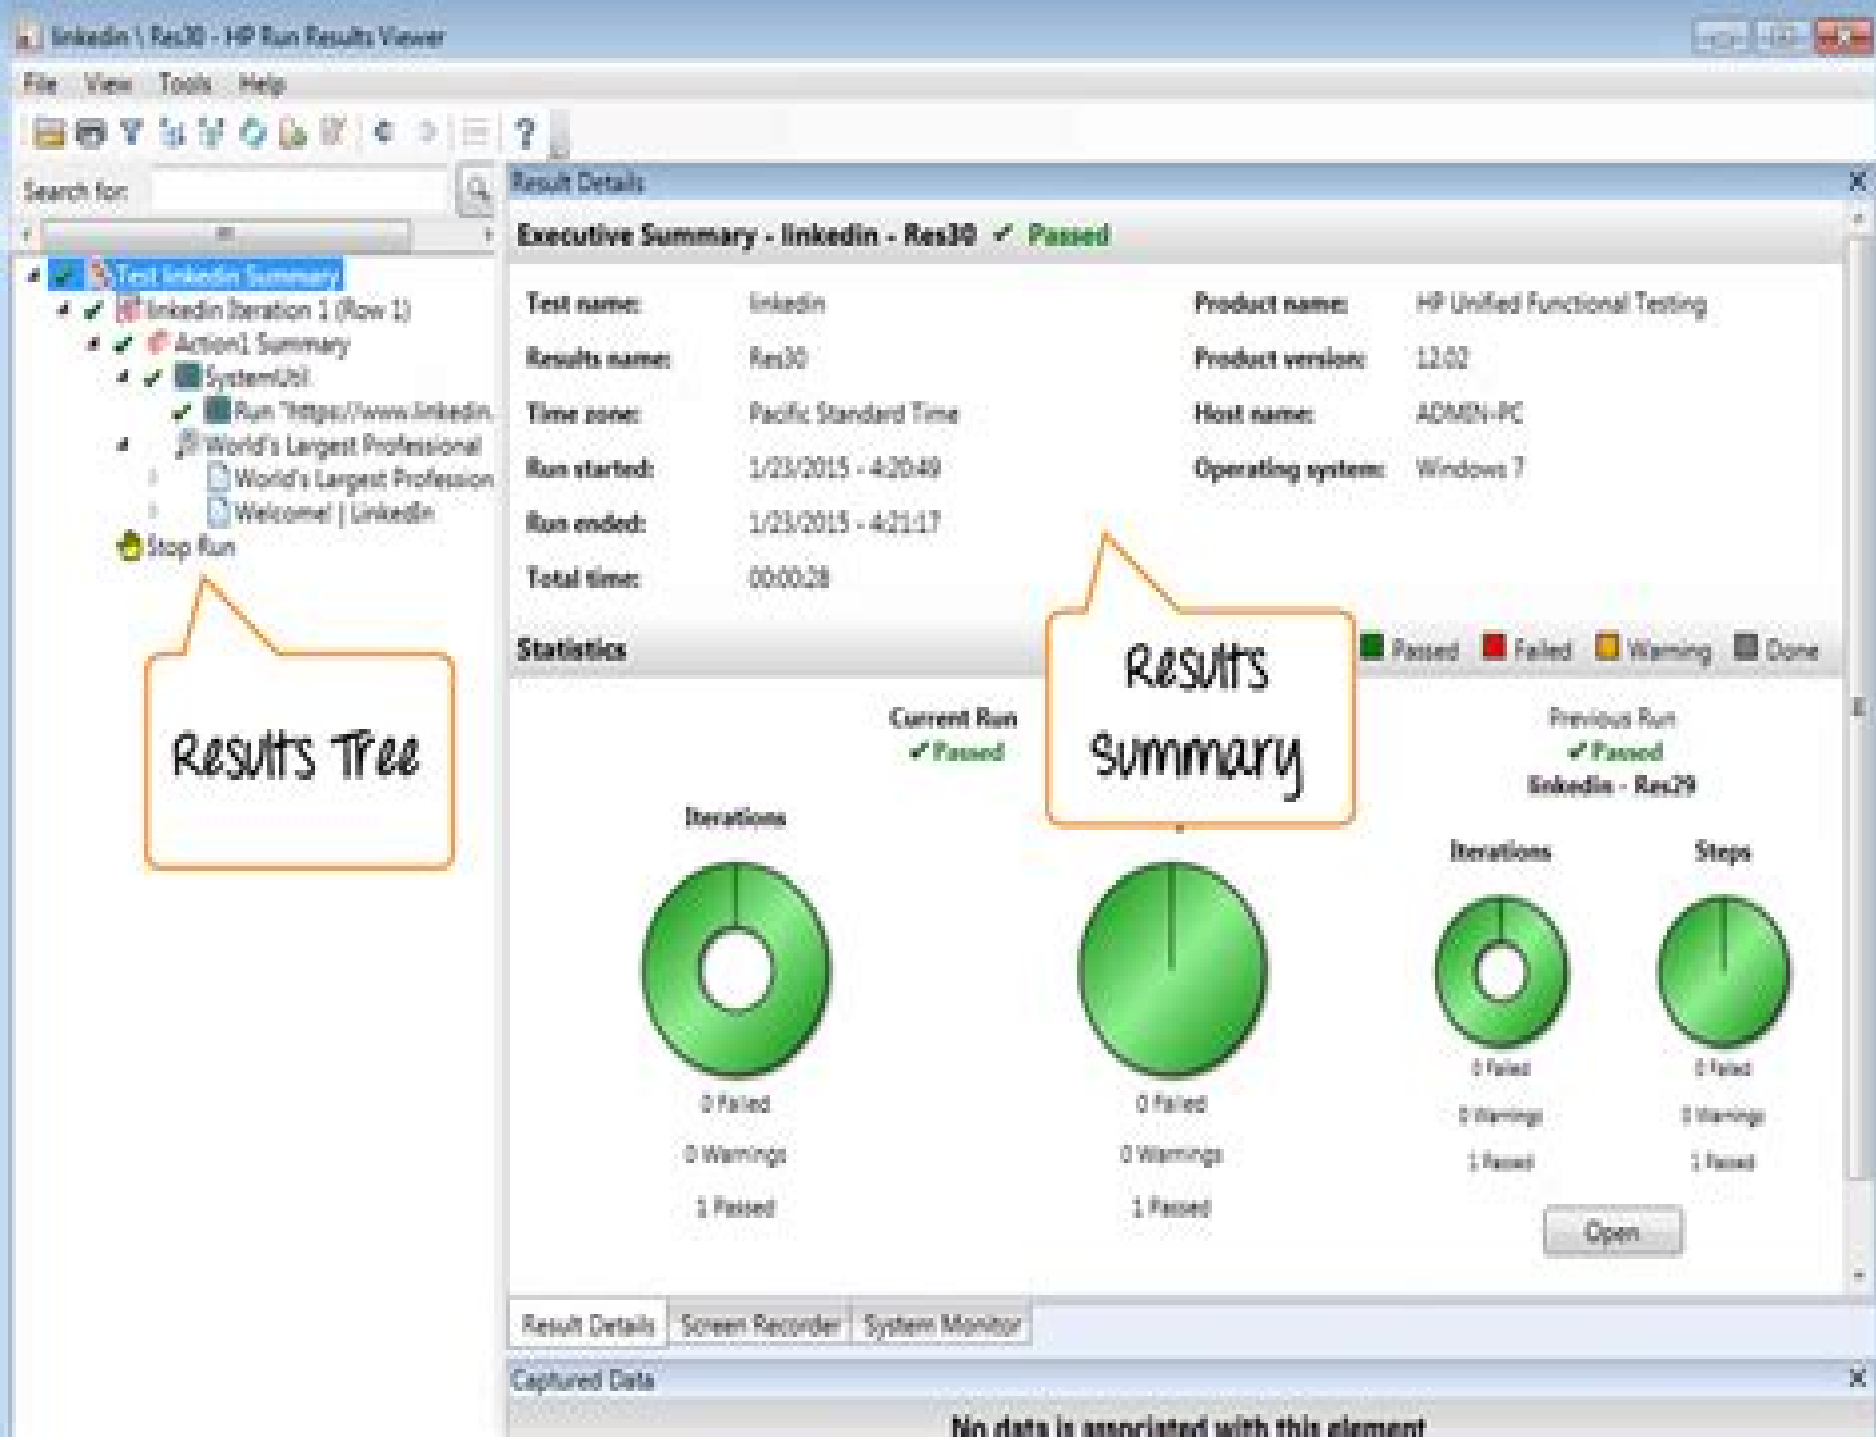 linkedin \ Res30 - HP Run Results Viewer
File View Tools Help
?
Search for:
Test linkedin Summary
linkedin Iteration 1 (Row 1)
Action1 Summary
SystemUtil
Run "https://www.linkedin.
World's Largest Professional
World's Largest Profession
Welcome! | LinkedIn
Stop Run
Results Tree
Result Details
Executive Summary - linkedin - Res30 ✔ Passed
Test name: linkedin
Results name: Res30
Time zone: Pacific Standard Time
Run started: 1/23/2015 - 4:20:49
Run ended: 1/23/2015 - 4:21:17
Total time: 00:00:28
Product name: HP Unified Functional Testing
Product version: 12.02
Host name: ADMIN-PC
Operating system: Windows 7
Results
summary
Statistics
Passed Failed Warning Done
Current Run
✔ Passed
Iterations
0 Failed
0 Warnings
1 Passed
0 Failed
0 Warnings
1 Passed
Previous Run
✔ Passed
linkedin - Res29
Iterations Steps
0 Failed 0 Failed
0 Warnings 0 Warnings
1 Passed 1 Passed
Open
Result Details Screen Recorder System Monitor
Captured Data
No data is associated with this element